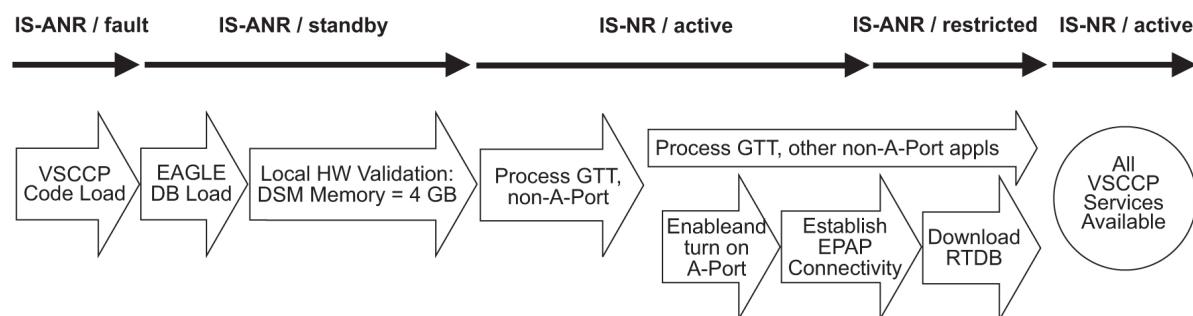 IS-ANR / fault
IS-ANR / standby
IS-NR / active
IS-ANR / restricted
IS-NR / active
VSCCP
Code Load
EAGLE
DB Load
Local HW Validation:
DSM Memory = 4 GB
Process GTT,
non-A-Port
Process GTT, other non-A-Port appls
Enableand
turn on
A-Port
Establish
EPAP
Connectivity
Download
RTDB
All
VSCCP
Services
Available